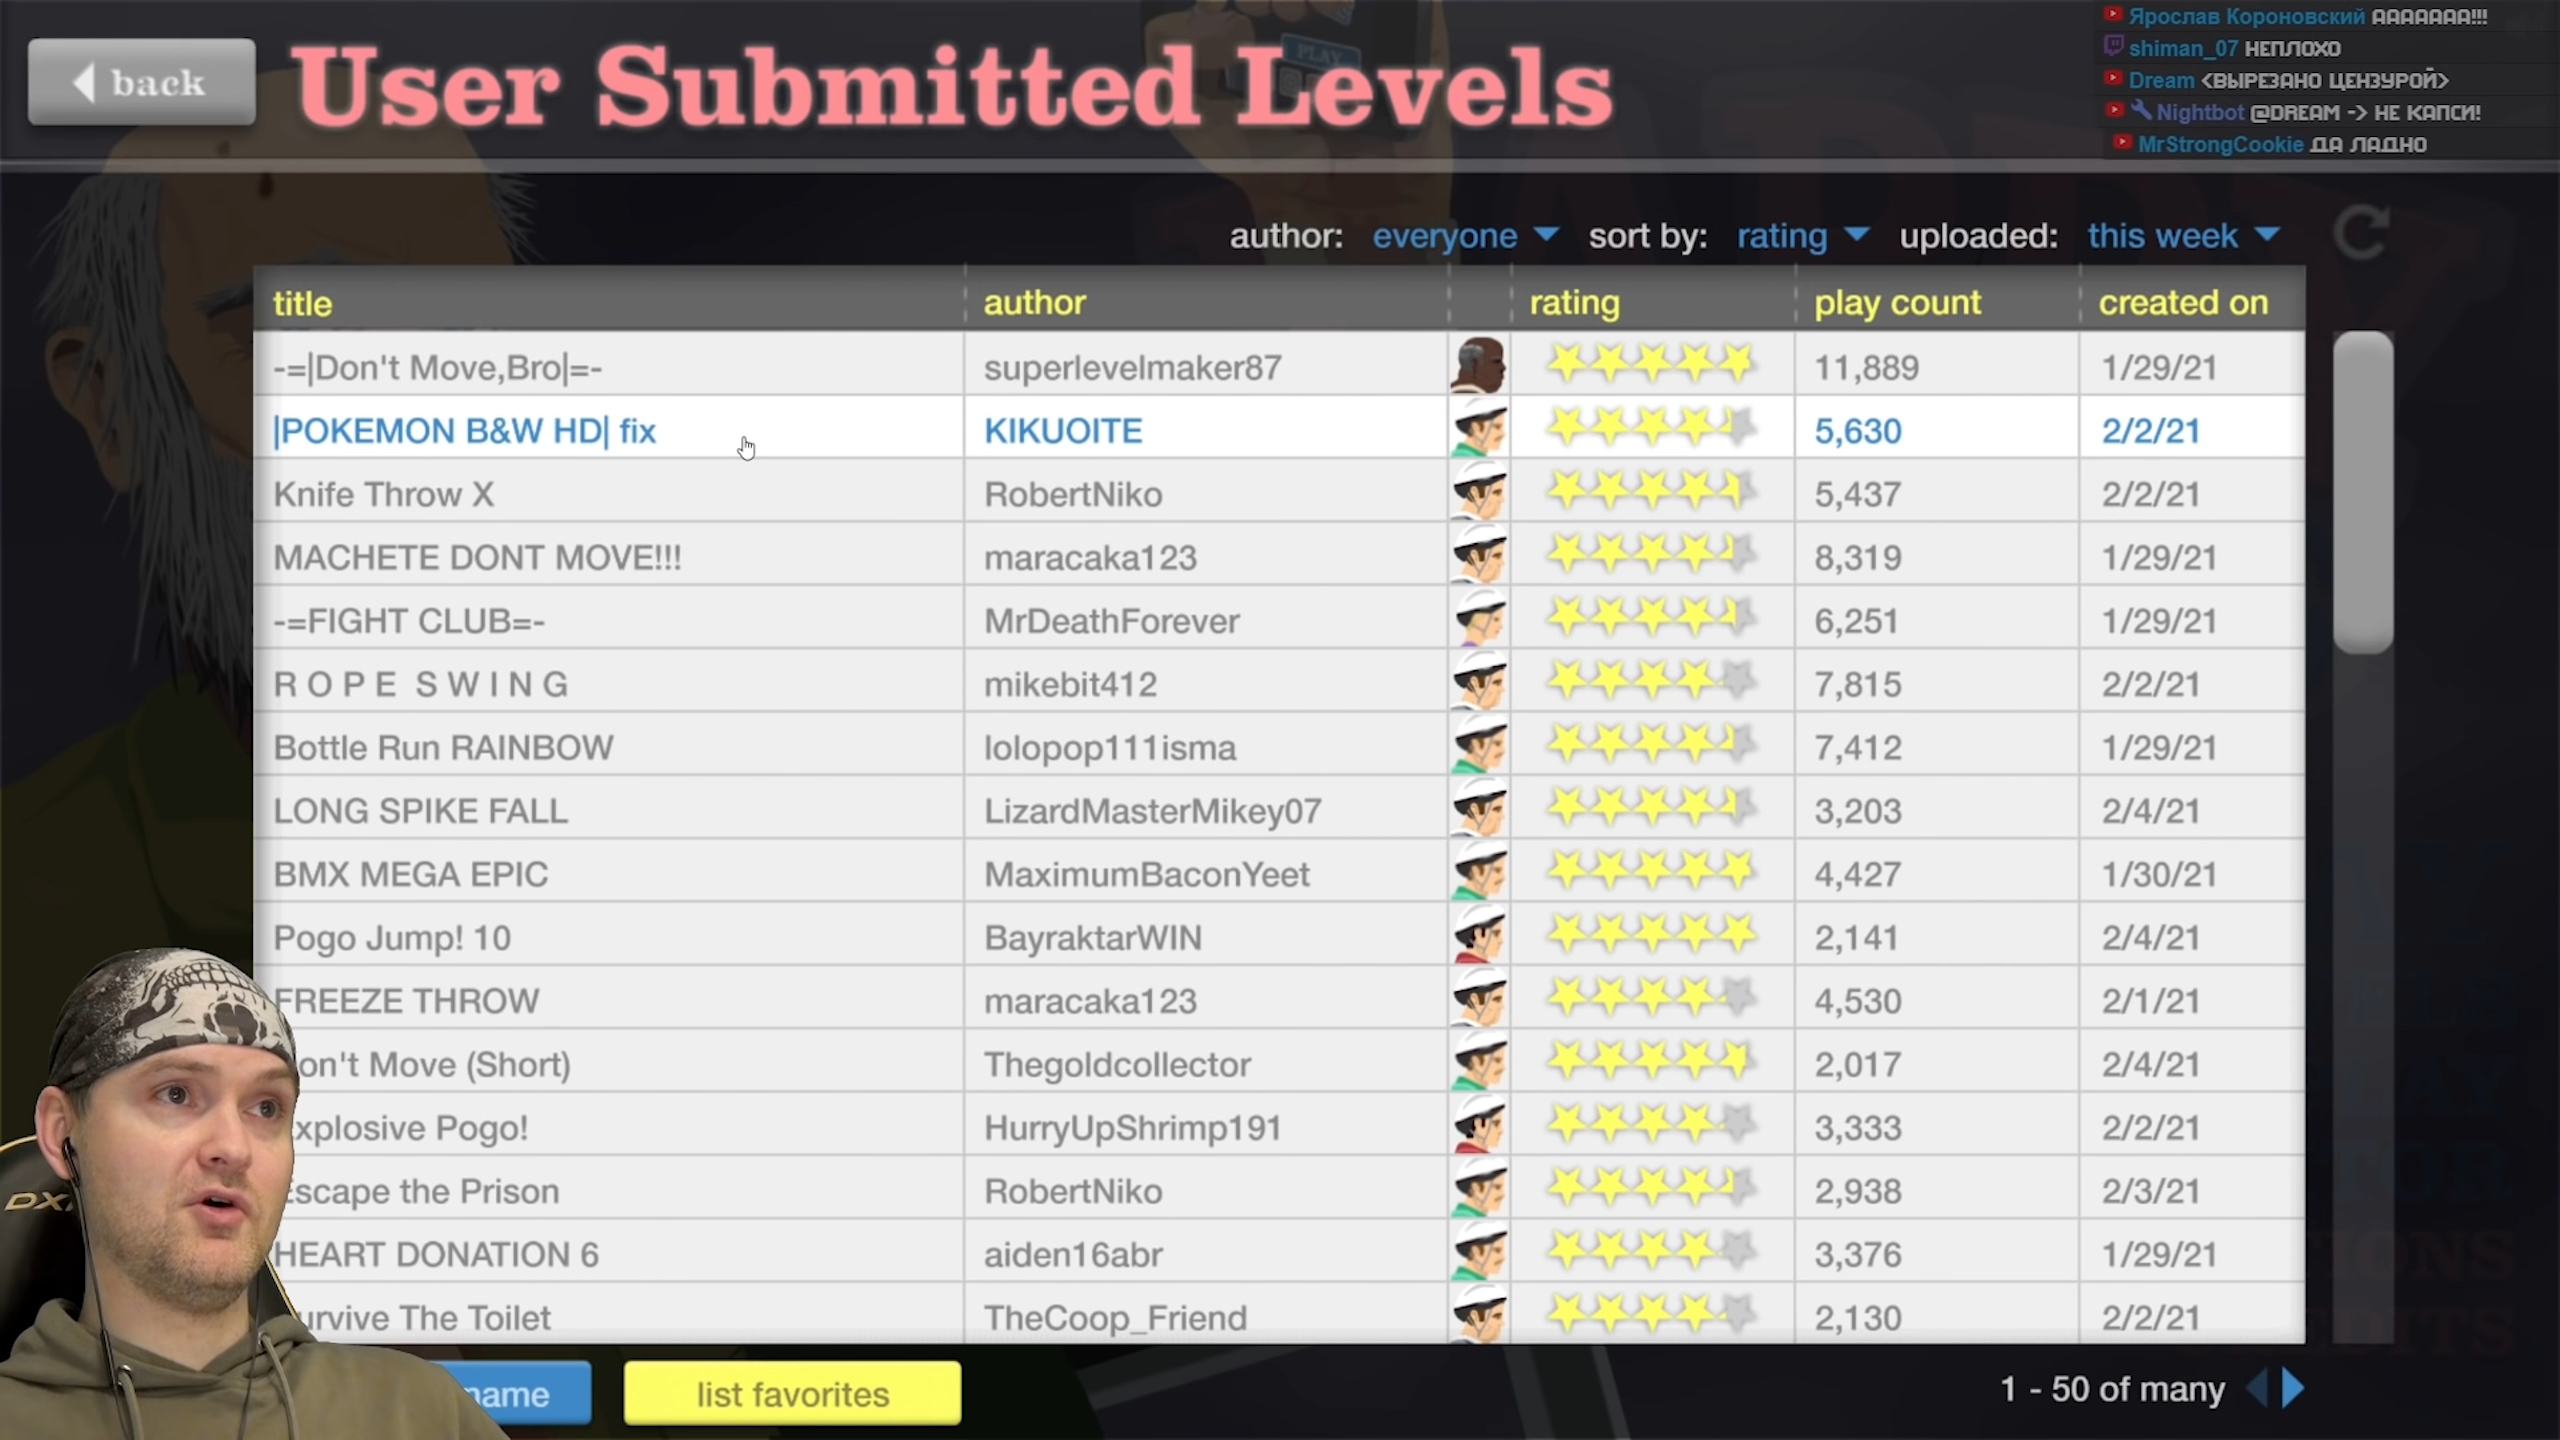 back
User Submitted Levels
Ярослав Короновский ААААААА!!!
shiman_07 НЕПЛОХО
Dream <ВЫРЕЗАНО ЦЕНЗУРОЙ>
Nightbot @DREAM -> НЕ КАПСИ!
MrStrongCookie ДА ЛАДНО
author: everyone sort by: rating uploaded: this week
title author rating play count created on
-=|Don't Move,Bro|=- superlevelmaker87 11,889 1/29/21
|POKEMON B&W HD| fix KIKUOITE 5,630 2/2/21
Knife Throw X RobertNiko 5,437 2/2/21
MACHETE DONT MOVE!!! maracaka123 8,319 1/29/21
-=FIGHT CLUB=- MrDeathForever 6,251 1/29/21
R O P E  S W I N G mikebit412 7,815 2/2/21
Bottle Run RAINBOW lolopop111isma 7,412 1/29/21
LONG SPIKE FALL LizardMasterMikey07 3,203 2/4/21
BMX MEGA EPIC MaximumBaconYeet 4,427 1/30/21
Pogo Jump! 10 BayraktarWIN 2,141 2/4/21
FREEZE THROW maracaka123 4,530 2/1/21
on't Move (Short) Thegoldcollector 2,017 2/4/21
xplosive Pogo! HurryUpShrimp191 3,333 2/2/21
Escape the Prison RobertNiko 2,938 2/3/21
HEART DONATION 6 aiden16abr 3,376 1/29/21
urvive The Toilet TheCoop_Friend 2,130 2/2/21
name
list favorites
1 - 50 of many